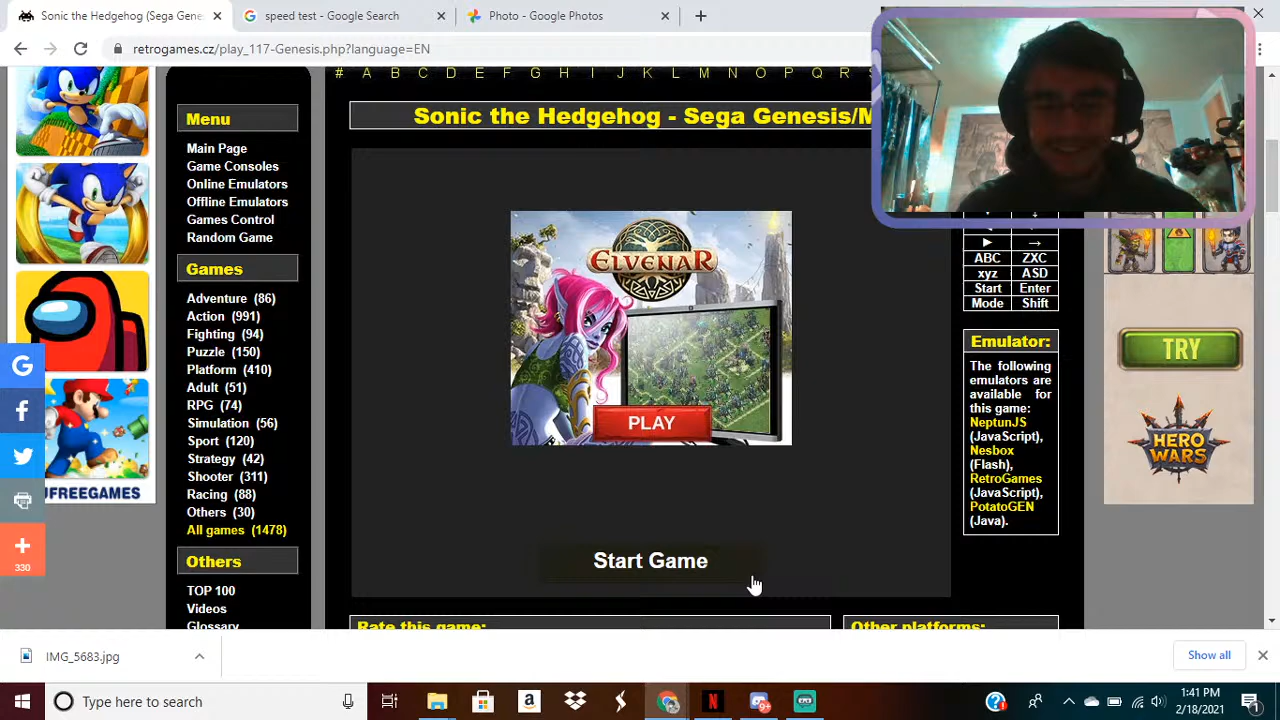 Sonic the Hedgehog (Sega Gene
speed test - Google Search
Photo - Google Photos
retrogames.cz/play_117-Genesis.php?language=EN
# A B C D E F G H I J K L M N O P Q R S
Sonic the Hedgehog - Sega Genesis/M
Menu
Main Page
Game Consoles
Online Emulators
Offline Emulators
Games Control
Random Game
Games
Adventure (86)
Action (991)
Fighting (94)
Puzzle (150)
Platform (410)
Adult (51)
RPG (74)
Simulation (56)
Sport (120)
Strategy (42)
Shooter (311)
Racing (88)
Others (30)
All games (1478)
Others
TOP 100
Videos
Glossary
UFREEGAMES
330
ELVENAR
PLAY
Start Game
Rate this game:
Other platforms:
► →
ABC ZXC
xyz ASD
Start Enter
Mode Shift
Emulator:
The following
emulators are
available for
this game:
NeptunJS
(JavaScript),
Nesbox
(Flash),
RetroGames
(JavaScript),
PotatoGEN
(Java).
TRY
HERO
WARS
IMG_5683.jpg
Show all
Type here to search
1:41 PM
2/18/2021